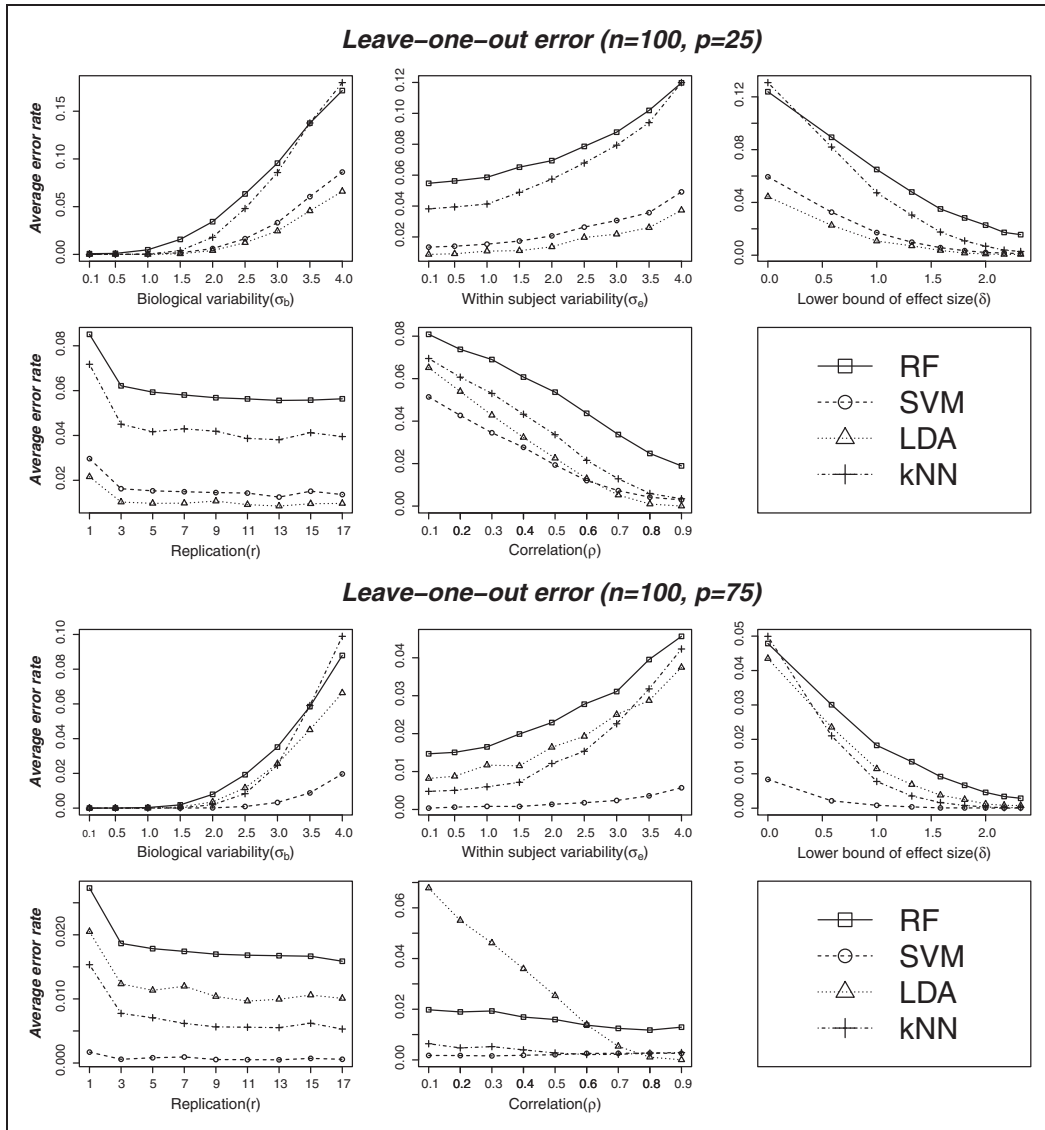 Leave−one−out error (n=100, p=25)
Average error rate
0.00 0.05 0.10 0.15
0.1 0.5 1.0 1.5 2.0 2.5 3.0 3.5 4.0
Biological variability(σb)
0.02 0.04 0.06 0.08 0.10 0.12
0.1 0.5 1.0 1.5 2.0 2.5 3.0 3.5 4.0
Within subject variability(σe)
0.00 0.04 0.08 0.12
0.0 0.5 1.0 1.5 2.0
Lower bound of effect size(δ)
Average error rate
0.02 0.04 0.06 0.08
1 3 5 7 9 11 13 15 17
Replication(r)
0.00 0.02 0.04 0.06 0.08
0.1 0.2 0.3 0.4 0.5 0.6 0.7 0.8 0.9
Correlation(ρ)
RF
SVM
LDA
kNN
Leave−one−out error (n=100, p=75)
Average error rate
0.00 0.02 0.04 0.06 0.08 0.10
0.1 0.5 1.0 1.5 2.0 2.5 3.0 3.5 4.0
Biological variability(σb)
0.00 0.01 0.02 0.03 0.04
0.1 0.5 1.0 1.5 2.0 2.5 3.0 3.5 4.0
Within subject variability(σe)
0.00 0.01 0.02 0.03 0.04 0.05
0.0 0.5 1.0 1.5 2.0
Lower bound of effect size(δ)
Average error rate
0.000 0.010 0.020
1 3 5 7 9 11 13 15 17
Replication(r)
0.00 0.02 0.04 0.06
0.1 0.2 0.3 0.4 0.5 0.6 0.7 0.8 0.9
Correlation(ρ)
RF
SVM
LDA
kNN